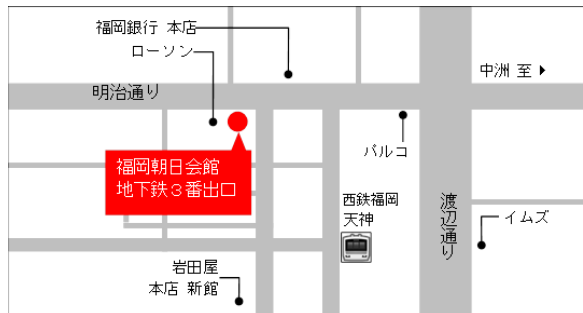 福岡銀行 本店
ローソン
中洲 至
明治通り
パルコ
福岡朝日会館
地下鉄３番出口
西鉄福岡
天神
渡辺通り
イムズ
岩田屋
本店 新館